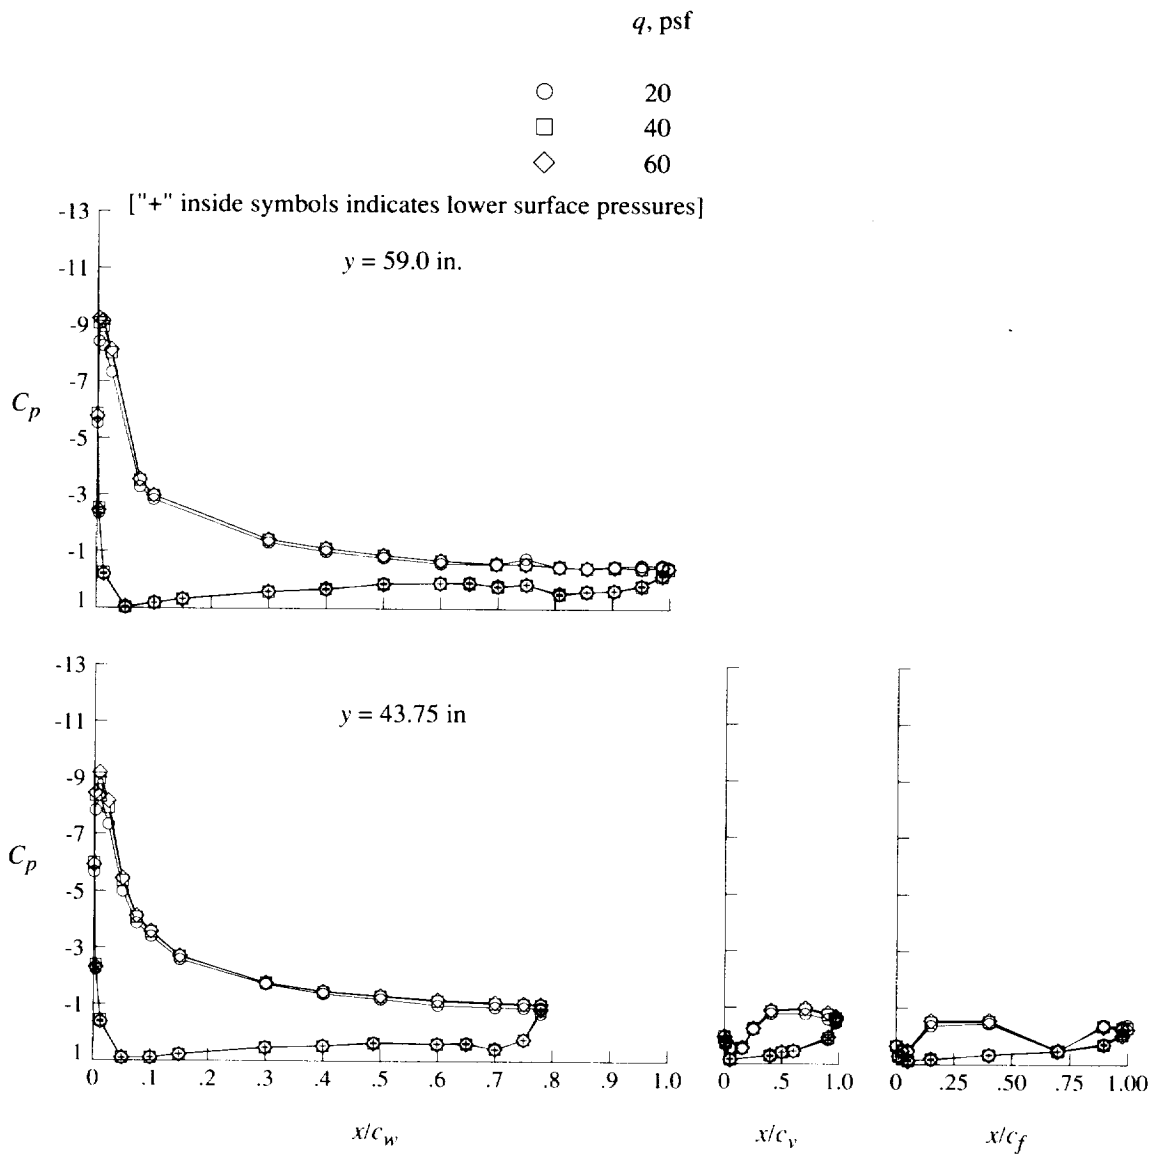 q, psf
20
40
60
["+" inside symbols indicates lower surface pressures]
y = 59.0 in.
-13
-11
-9
-7
-5
-3
-1
1
C_p
y = 43.75 in
-13
-11
-9
-7
-5
-3
-1
1
C_p
0 .1 .2 .3 .4 .5 .6 .7 .8 .9 1.0
x/c_w
0 .5 1.0
x/c_v
0 .25 .50 .75 1.00
x/c_f